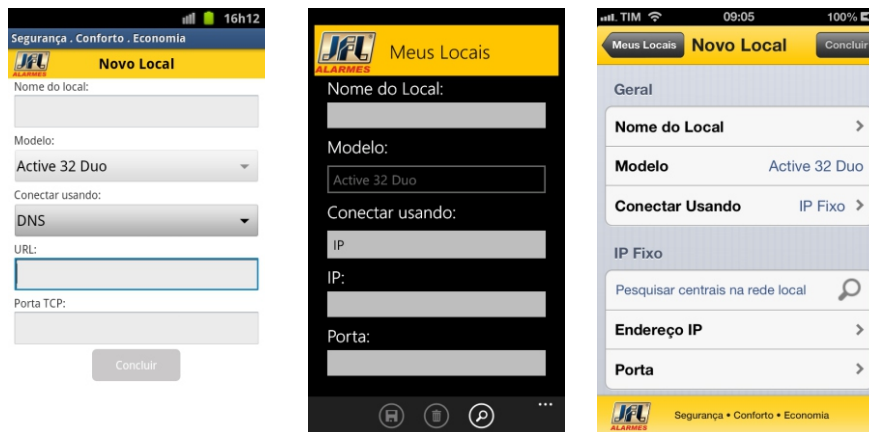 16h12
Segurança . Conforto . Economia
JFL
ALARMES
Novo Local
Nome do local:
Modelo:
Active 32 Duo
Conectar usando:
DNS
URL:
Porta TCP:
Concluir
JFL
ALARMES
Meus Locais
Nome do Local:
Modelo:
Active 32 Duo
Conectar usando:
IP
IP:
Porta:
...
TIM 09:05 100%
Meus Locais Novo Local Concluir
Geral
Nome do Local
Modelo Active 32 Duo
Conectar Usando IP Fixo
IP Fixo
Pesquisar centrais na rede local
Endereço IP
Porta
JFL
ALARMES
Segurança • Conforto • Economia